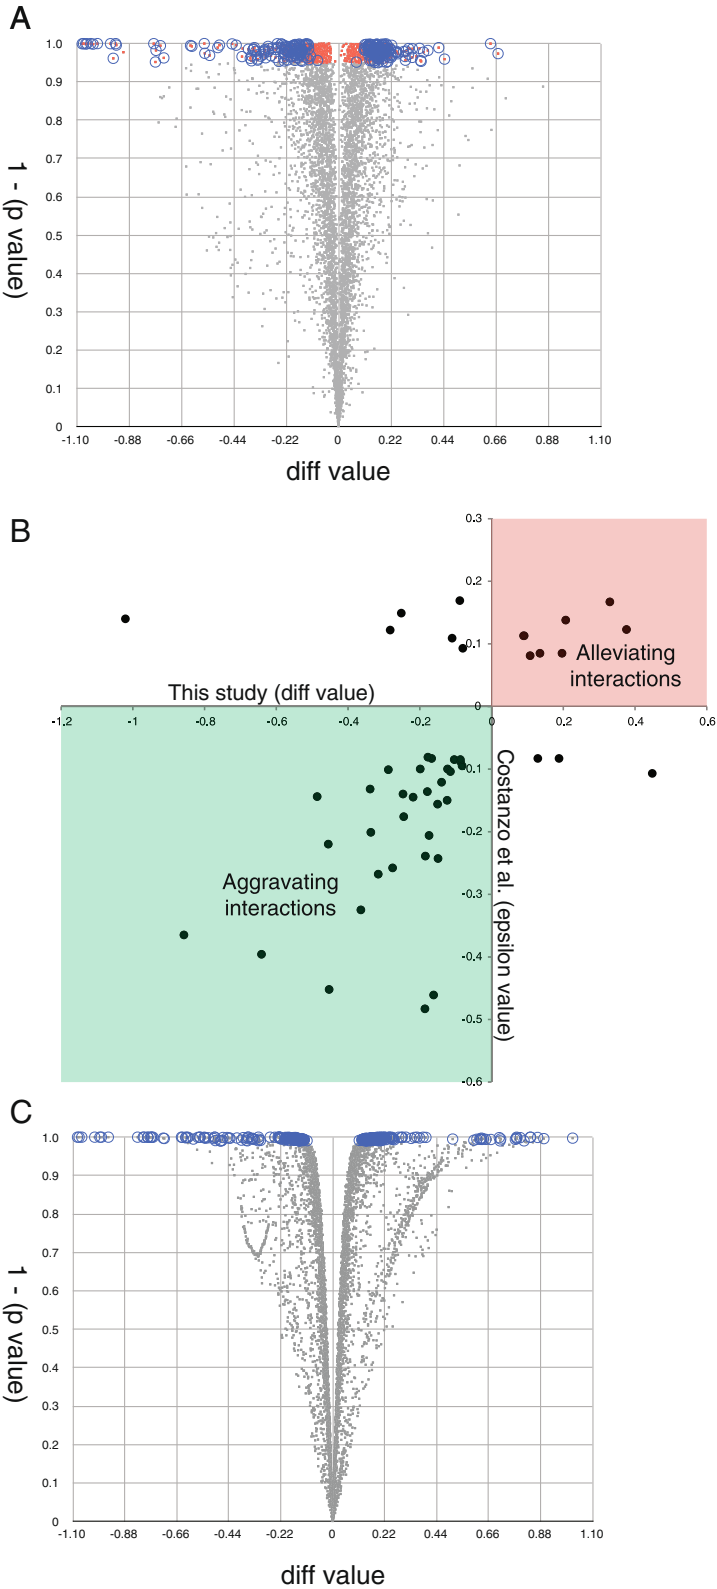 A
1.0
0.9
0.8
0.7
0.6
0.5
0.4
0.3
0.2
0.1
0
1 - (p value)
-1.10 -0.88 -0.66 -0.44 -0.22 0 0.22 0.44 0.66 0.88 1.10
diff value
B
0.3
0.2
0.1
0
-0.1
-0.2
-0.3
-0.4
-0.5
-0.6
Alleviating
interactions
This study (diff value)
-1.2 -1 -0.8 -0.6 -0.4 -0.2 0 0.2 0.4 0.6
Costanzo et al. (epsilon value)
Aggravating
interactions
C
1.0
0.9
0.8
0.7
0.6
0.5
0.4
0.3
0.2
0.1
0
1 - (p value)
-1.10 -0.88 -0.66 -0.44 -0.22 0 0.22 0.44 0.66 0.88 1.10
diff value